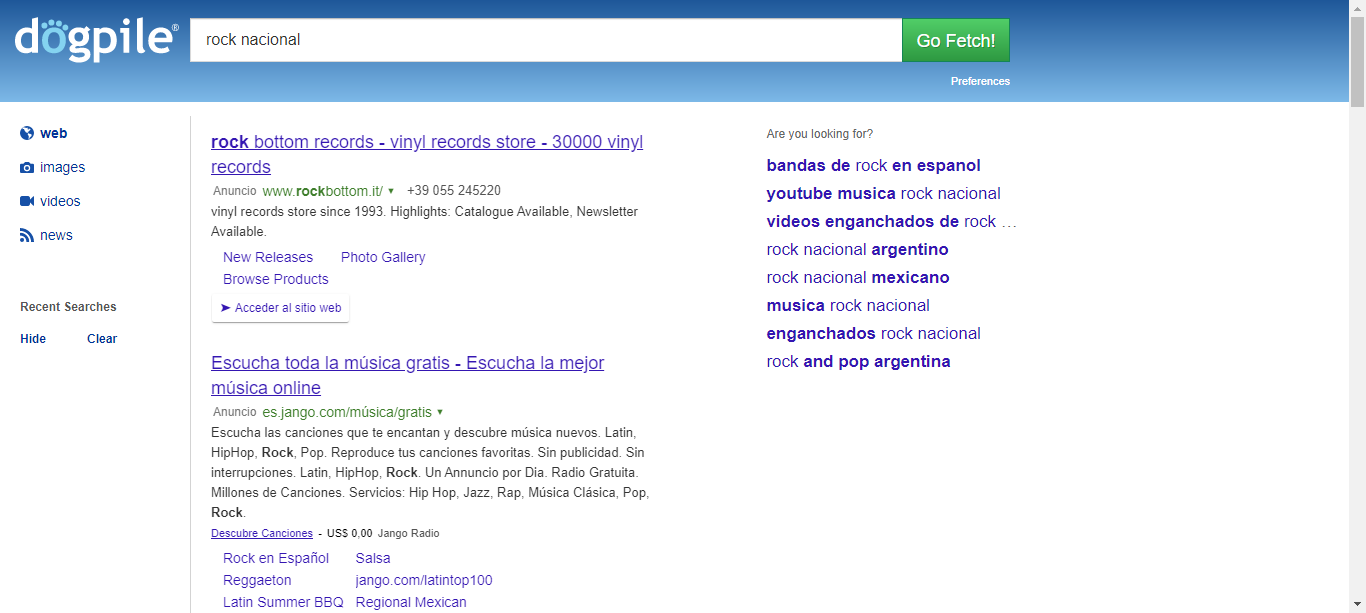 dogpile®
rock nacional
Go Fetch!
Preferences
web
images
videos
news
Recent Searches
Hide Clear
rock bottom records - vinyl records store - 30000 vinyl
records
Anuncio www.rockbottom.it/ +39 055 245220
vinyl records store since 1993. Highlights: Catalogue Available, Newsletter
Available.
New Releases Photo Gallery
Browse Products
Acceder al sitio web
Escucha toda la música gratis - Escucha la mejor
música online
Anuncio es.jango.com/música/gratis
Escucha las canciones que te encantan y descubre música nuevos. Latin,
HipHop, Rock, Pop. Reproduce tus canciones favoritas. Sin publicidad. Sin
interrupciones. Latin, HipHop, Rock. Un Annuncio por Dia. Radio Gratuita.
Millones de Canciones. Servicios: Hip Hop, Jazz, Rap, Música Clásica, Pop,
Rock.
Descubre Canciones - US$ 0,00 Jango Radio
Rock en Español Salsa
Reggaeton jango.com/latintop100
Latin Summer BBQ Regional Mexican
Are you looking for?
bandas de rock en espanol
youtube musica rock nacional
videos enganchados de rock …
rock nacional argentino
rock nacional mexicano
musica rock nacional
enganchados rock nacional
rock and pop argentina